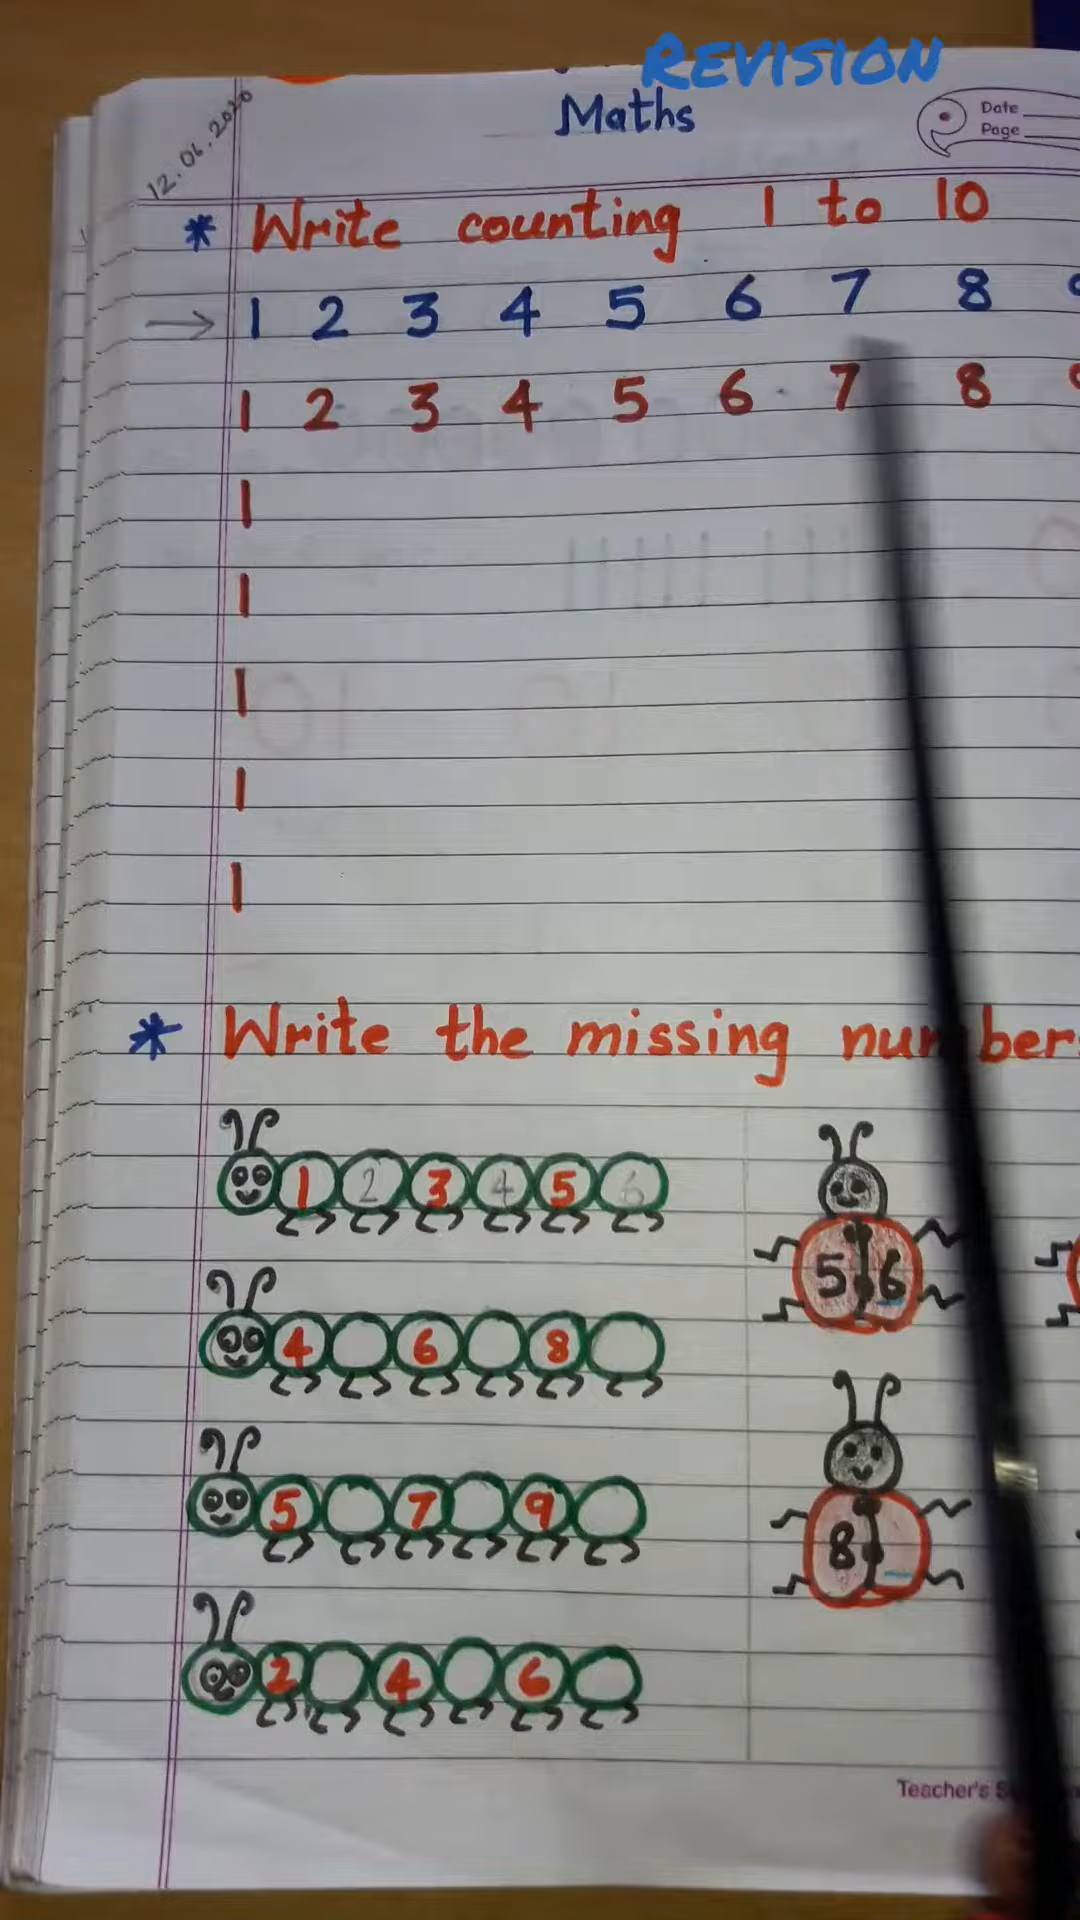 REVISION
Maths
Date
Page
12.06.2020
* Write counting 1 to 10
→ 1 2 3 4 5 6 7 8
1 2 3 4 5 6 7 8
1
1
1
1
1
* Write the missing
1 2 3 4 5 6
5 6
4 6 8
5 7 9
8
2 4 6
Teacher's